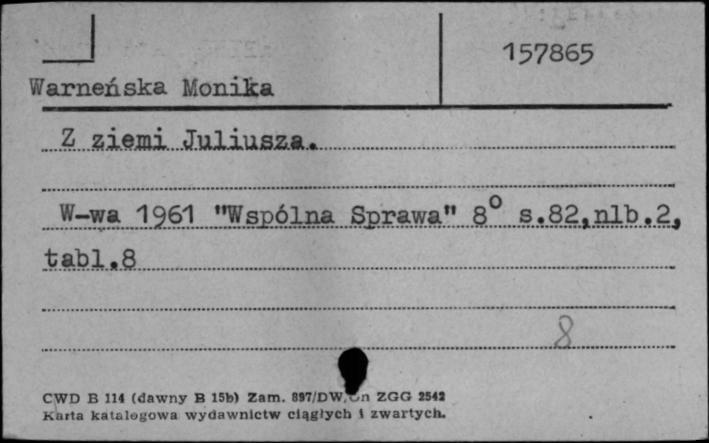 157865
Warneńska Monika
Z ziemi Juliusza.
W-wa 1961 "Wspólna Sprawa" 8° s.82,nlb.2,
tabl.8
8
CWD B 114 (dawny B 15b) Zam. 897/DW, ZGG 2542
Karta katalogowa wydawnictw ciągłych i zwartych.